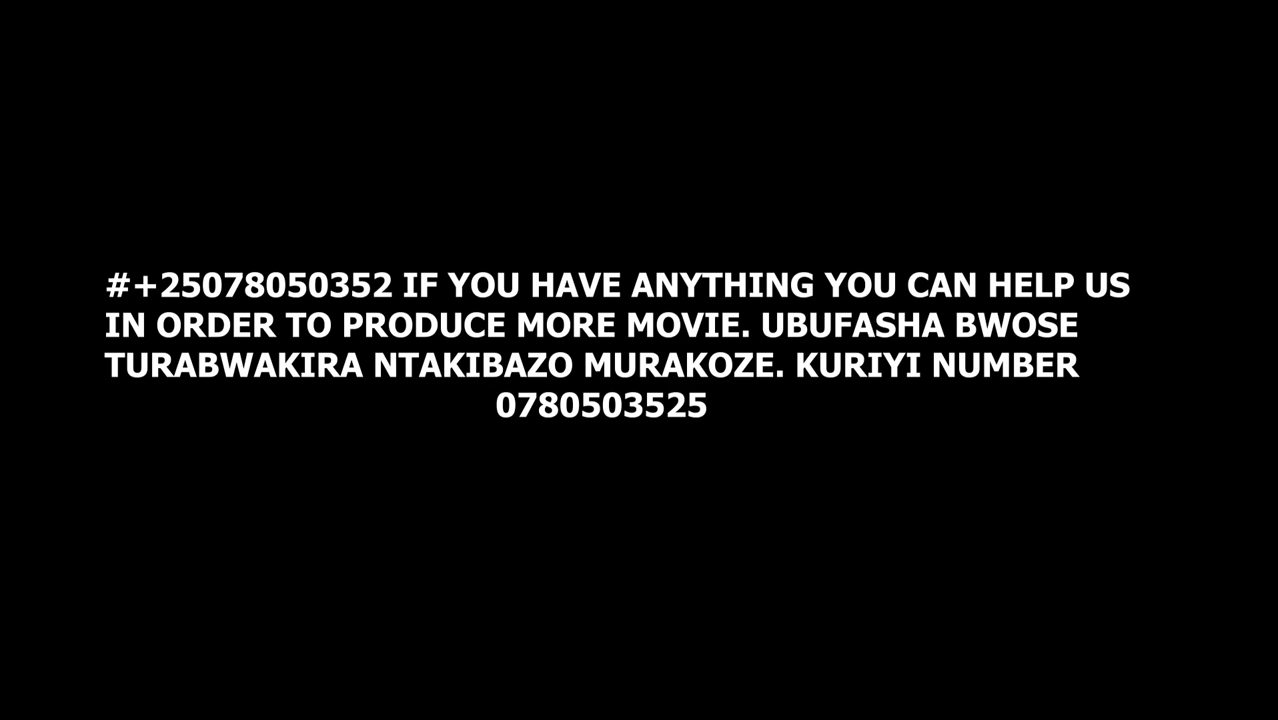 #+25078050352 IF YOU HAVE ANYTHING YOU CAN HELP US
IN ORDER TO PRODUCE MORE MOVIE. UBUFASHA BWOSE
TURABWAKIRA NTAKIBAZO MURAKOZE. KURIYI NUMBER
0780503525